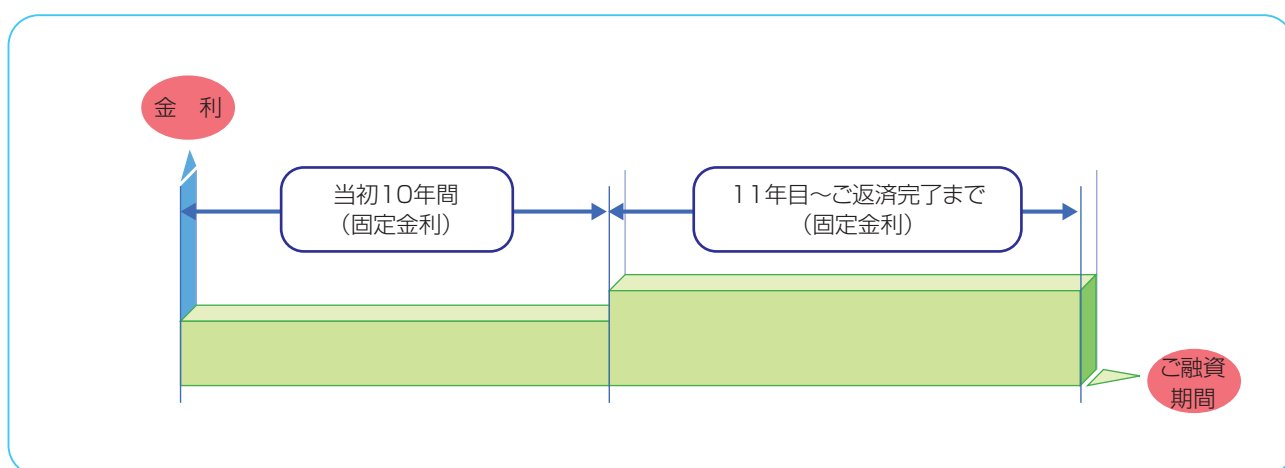 金　利
当初10年間
（固定金利）
11年目～ご返済完了まで
（固定金利）
ご融資
期間